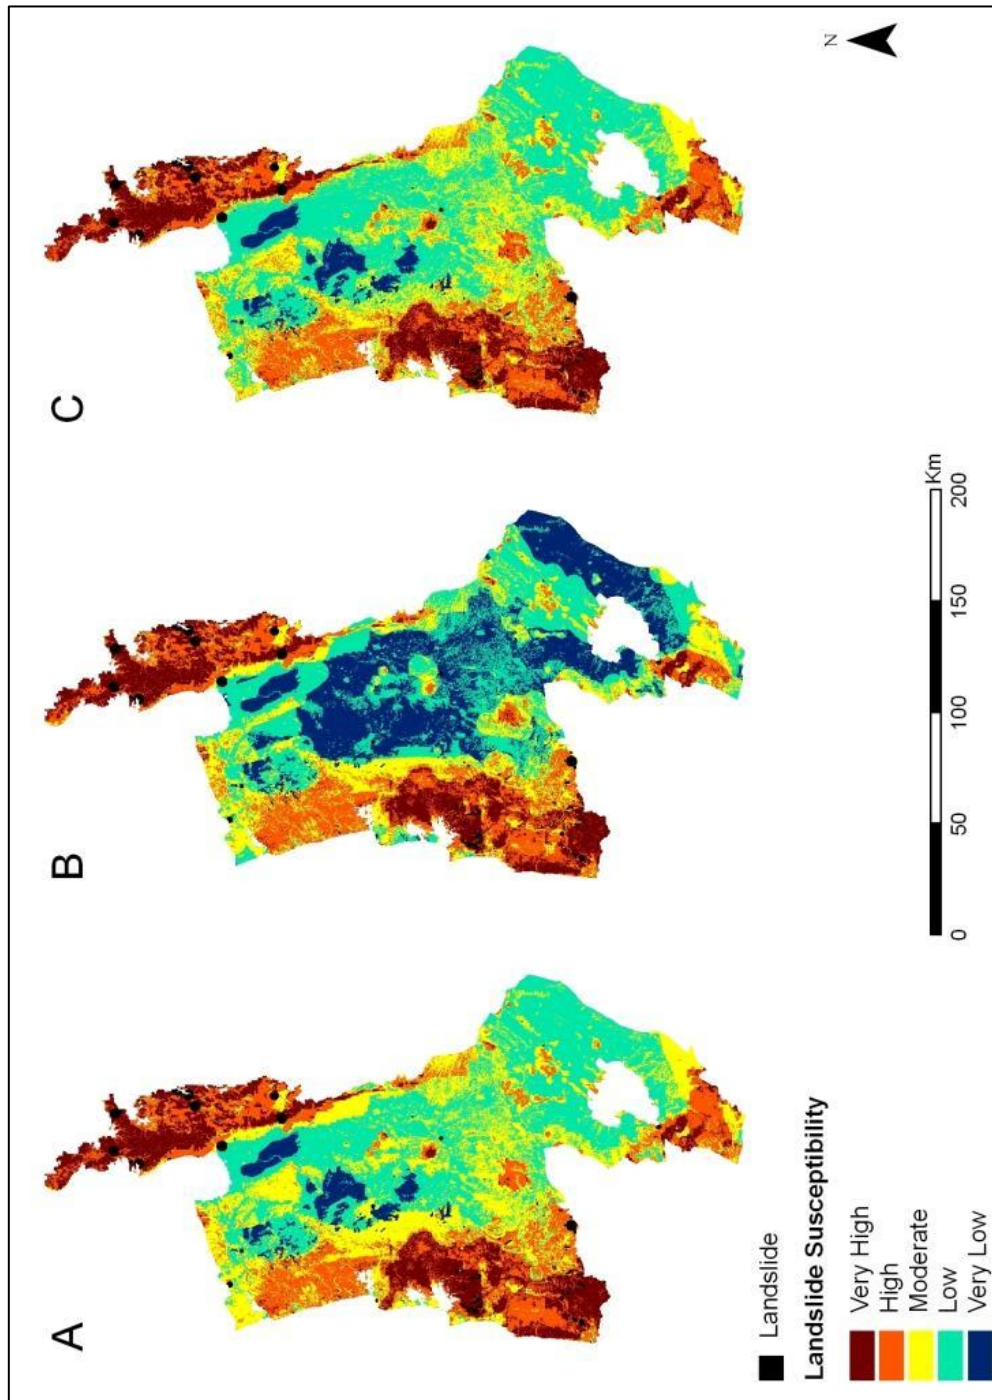 A
B
C
N
Landslide
Landslide Susceptibility
Very High
High
Moderate
Low
Very Low
0
50
100
150
200
Km